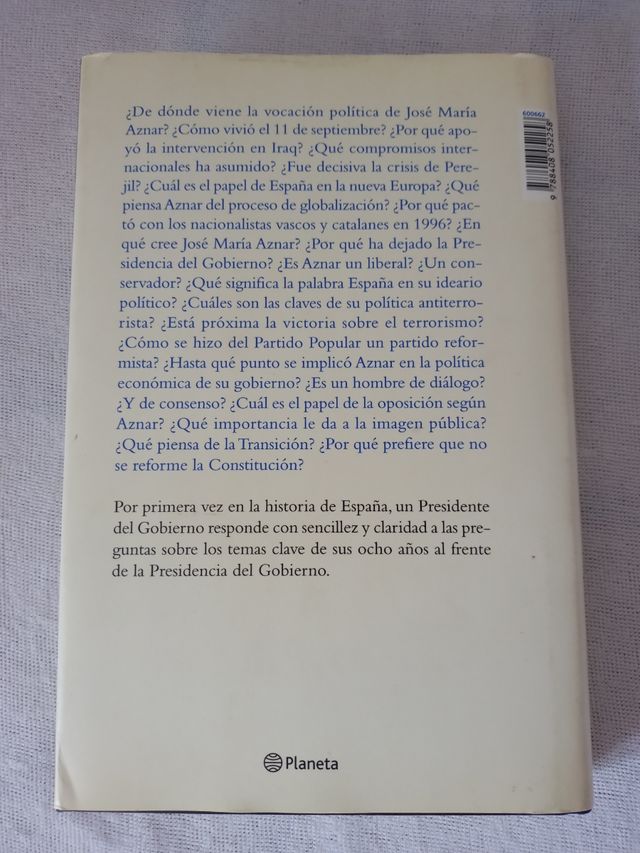 ¿De dónde viene la vocación política de José María
Aznar? ¿Cómo vivió el 11 de septiembre? ¿Por qué apo-
yó la intervención en Iraq? ¿Qué compromisos inter-
nacionales ha asumido? ¿Fue decisiva la crisis de Pere-
jil? ¿Cuál es el papel de España en la nueva Europa? ¿Qué
piensa Aznar del proceso de globalización? ¿Por qué pac-
tó con los nacionalistas vascos y catalanes en 1996? ¿En
qué cree José María Aznar? ¿Por qué ha dejado la Pre-
sidencia del Gobierno? ¿Es Aznar un liberal? ¿Un con-
servador? ¿Qué significa la palabra España en su ideario
político? ¿Cuáles son las claves de su política antiterro-
rista? ¿Está próxima la victoria sobre el terrorismo?
¿Cómo se hizo del Partido Popular un partido refor-
mista? ¿Hasta qué punto se implicó Aznar en la política
económica de su gobierno? ¿Es un hombre de diálogo?
¿Y de consenso? ¿Cuál es el papel de la oposición según
Aznar? ¿Qué importancia le da a la imagen pública?
¿Qué piensa de la Transición? ¿Por qué prefiere que no
se reforme la Constitución?
Por primera vez en la historia de España, un Presidente
del Gobierno responde con sencillez y claridad a las pre-
guntas sobre los temas clave de sus ocho años al frente
de la Presidencia del Gobierno.
600662
9 788408 052258
Planeta